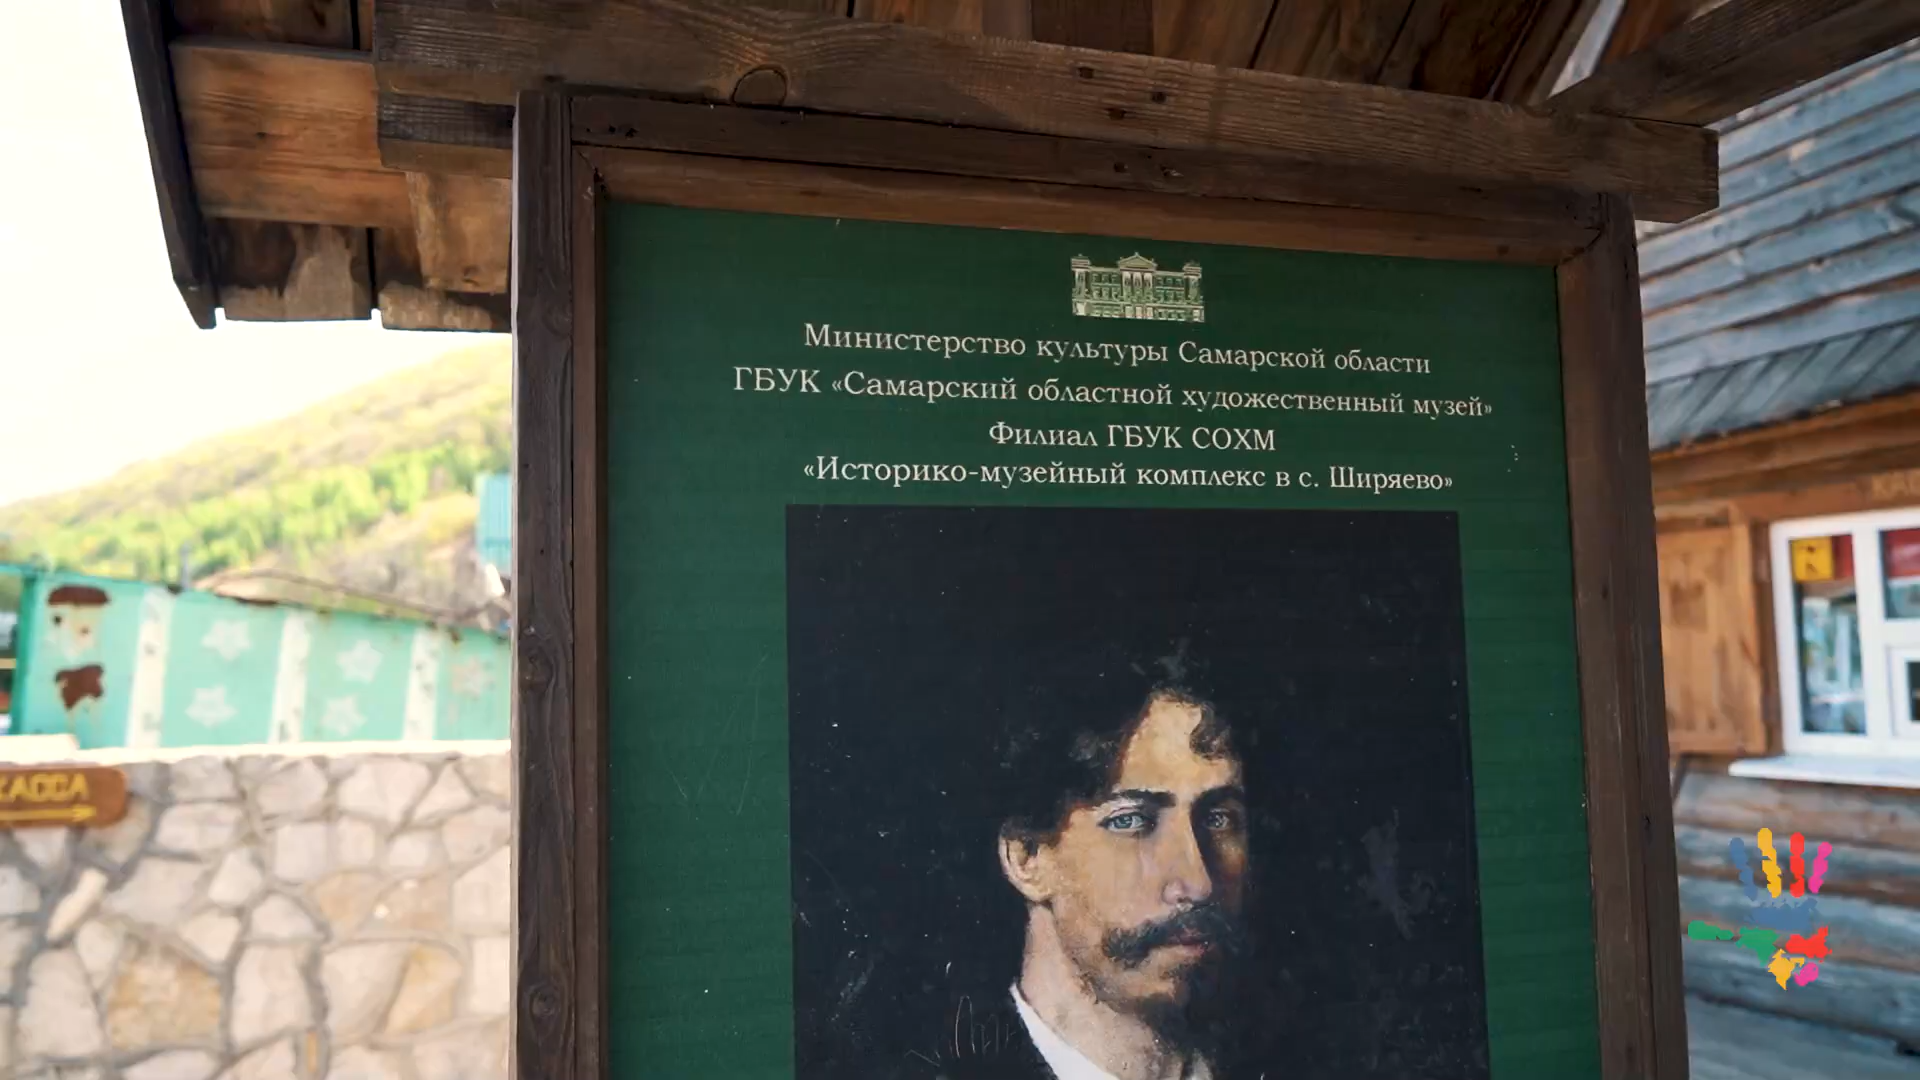 Министерство культуры Самарской области
ГБУК «Самарский областной художественный музей»
Филиал ГБУК СОХМ
«Историко-музейный комплекс в с. Ширяево»
КАССА